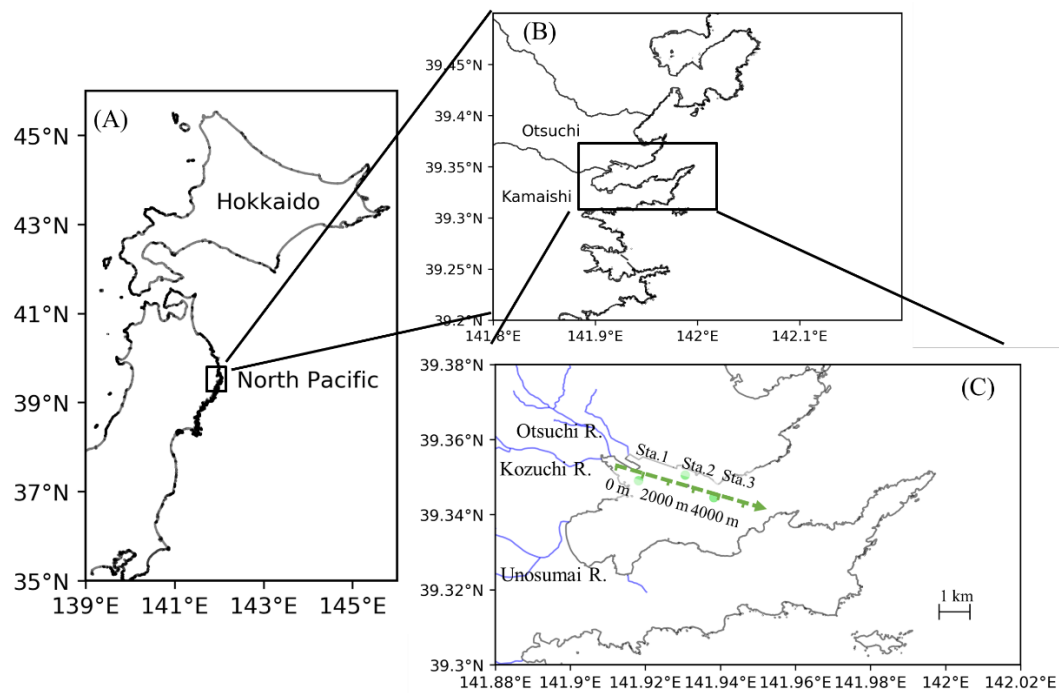 (A)
45°N
43°N
41°N
39°N
37°N
35°N
139°E 141°E 143°E 145°E
Hokkaido
North Pacific
(B)
39.45°N
39.4°N
39.35°N
39.3°N
39.25°N
39.2°N
141.8°E 141.9°E 142°E 142.1°E
Otsuchi
Kamaishi
(C)
39.38°N
39.36°N
39.34°N
39.32°N
39.3°N
141.88°E 141.9°E 141.92°E 141.94°E 141.96°E 141.98°E 142°E 142.02°E
Otsuchi R.
Kozuchi R.
Unosumai R.
Sta.1 Sta.2 Sta.3
0 m 2000 m 4000 m
1 km